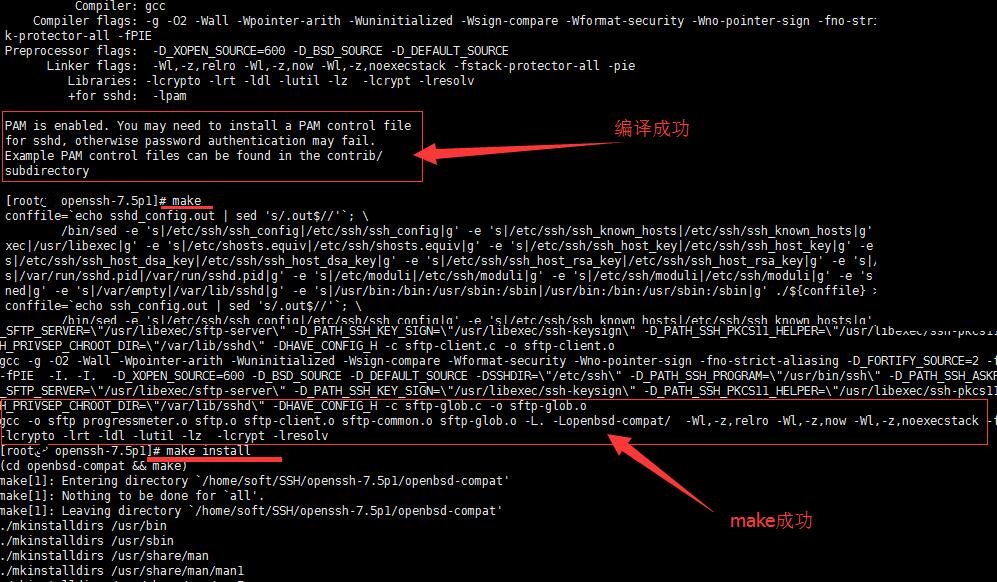 Compiler: gcc
Compiler flags: -g -O2 -Wall -Wpointer-arith -Wuninitialized -Wsign-compare -Wformat-security -Wno-pointer-sign -fno-stri
k-protector-all -fPIE
Preprocessor flags: -D_XOPEN_SOURCE=600 -D_BSD_SOURCE -D_DEFAULT_SOURCE
Linker flags: -Wl,-z,relro -Wl,-z,now -Wl,-z,noexecstack -fstack-protector-all -pie
Libraries: -lcrypto -lrt -ldl -lutil -lz -lcrypt -lresolv
+for sshd: -lpam
PAM is enabled. You may need to install a PAM control file
for sshd, otherwise password authentication may fail.
Example PAM control files can be found in the contrib/
subdirectory
编译成功
[root openssh-7.5p1]# make
conffile=`echo sshd_config.out | sed 's/.out$//'`; \
/bin/sed -e 's|/etc/ssh/ssh_config|/etc/ssh/ssh_config|g' -e 's|/etc/ssh/ssh_known_hosts|/etc/ssh/ssh_known_hosts|g'
xec|/usr/libexec|g' -e 's|/etc/shosts.equiv|/etc/ssh/shosts.equiv|g' -e 's|/etc/ssh/ssh_host_key|/etc/ssh/ssh_host_key|g' -e
s|/etc/ssh/ssh_host_dsa_key|/etc/ssh/ssh_host_dsa_key|g' -e 's|/etc/ssh/ssh_host_rsa_key|/etc/ssh/ssh_host_rsa_key|g' -e 's|/
s|/var/run/sshd.pid|/var/run/sshd.pid|g' -e 's|/etc/moduli|/etc/ssh/moduli|g' -e 's|/etc/ssh/moduli|/etc/ssh/moduli|g' -e 's
ned|g' -e 's|/var/empty|/var/lib/sshd|g' -e 's|/usr/bin:/bin:/usr/sbin:/sbin|/usr/bin:/bin:/usr/sbin:/sbin|g' ./${conffile} >
conffile=`echo ssh_config.out | sed 's/.out$//'`; \
/bin/sed -e 's|/etc/ssh/ssh_config|/etc/ssh/ssh_config|g' -e 's|/etc/ssh/ssh_known_hosts|/etc/ssh/ssh_known_hosts|g'
_SFTP_SERVER=\"/usr/libexec/sftp-server\" -D_PATH_SSH_KEY_SIGN=\"/usr/libexec/ssh-keysign\" -D_PATH_SSH_PKCS11_HELPER=\"/usr/libexec/ssh-pkcs11
H_PRIVSEP_CHROOT_DIR=\"/var/lib/sshd\" -DHAVE_CONFIG_H -c sftp-client.c -o sftp-client.o
gcc -g -O2 -Wall -Wpointer-arith -Wuninitialized -Wsign-compare -Wformat-security -Wno-pointer-sign -fno-strict-aliasing -D_FORTIFY_SOURCE=2 -f
-fPIE -I. -I. -D_XOPEN_SOURCE=600 -D_BSD_SOURCE -D_DEFAULT_SOURCE -DSSHDIR=\"/etc/ssh\" -D_PATH_SSH_PROGRAM=\"/usr/bin/ssh\" -D_PATH_SSH_ASKP
_SFTP_SERVER=\"/usr/libexec/sftp-server\" -D_PATH_SSH_KEY_SIGN=\"/usr/libexec/ssh-keysign\" -D_PATH_SSH_PKCS11_HELPER=\"/usr/libexec/ssh-pkcs11
H_PRIVSEP_CHROOT_DIR=\"/var/lib/sshd\" -DHAVE_CONFIG_H -c sftp-glob.c -o sftp-glob.o
gcc -o sftp progressmeter.o sftp.o sftp-client.o sftp-common.o sftp-glob.o -L. -Lopenbsd-compat/ -Wl,-z,relro -Wl,-z,now -Wl,-z,noexecstack -f
-lcrypto -lrt -ldl -lutil -lz -lcrypt -lresolv
[root openssh-7.5p1]# make install
(cd openbsd-compat && make)
make[1]: Entering directory `/home/soft/SSH/openssh-7.5p1/openbsd-compat'
make[1]: Nothing to be done for `all'.
make[1]: Leaving directory `/home/soft/SSH/openssh-7.5p1/openbsd-compat'
make成功
./mkinstalldirs /usr/bin
./mkinstalldirs /usr/sbin
./mkinstalldirs /usr/share/man
./mkinstalldirs /usr/share/man/man1